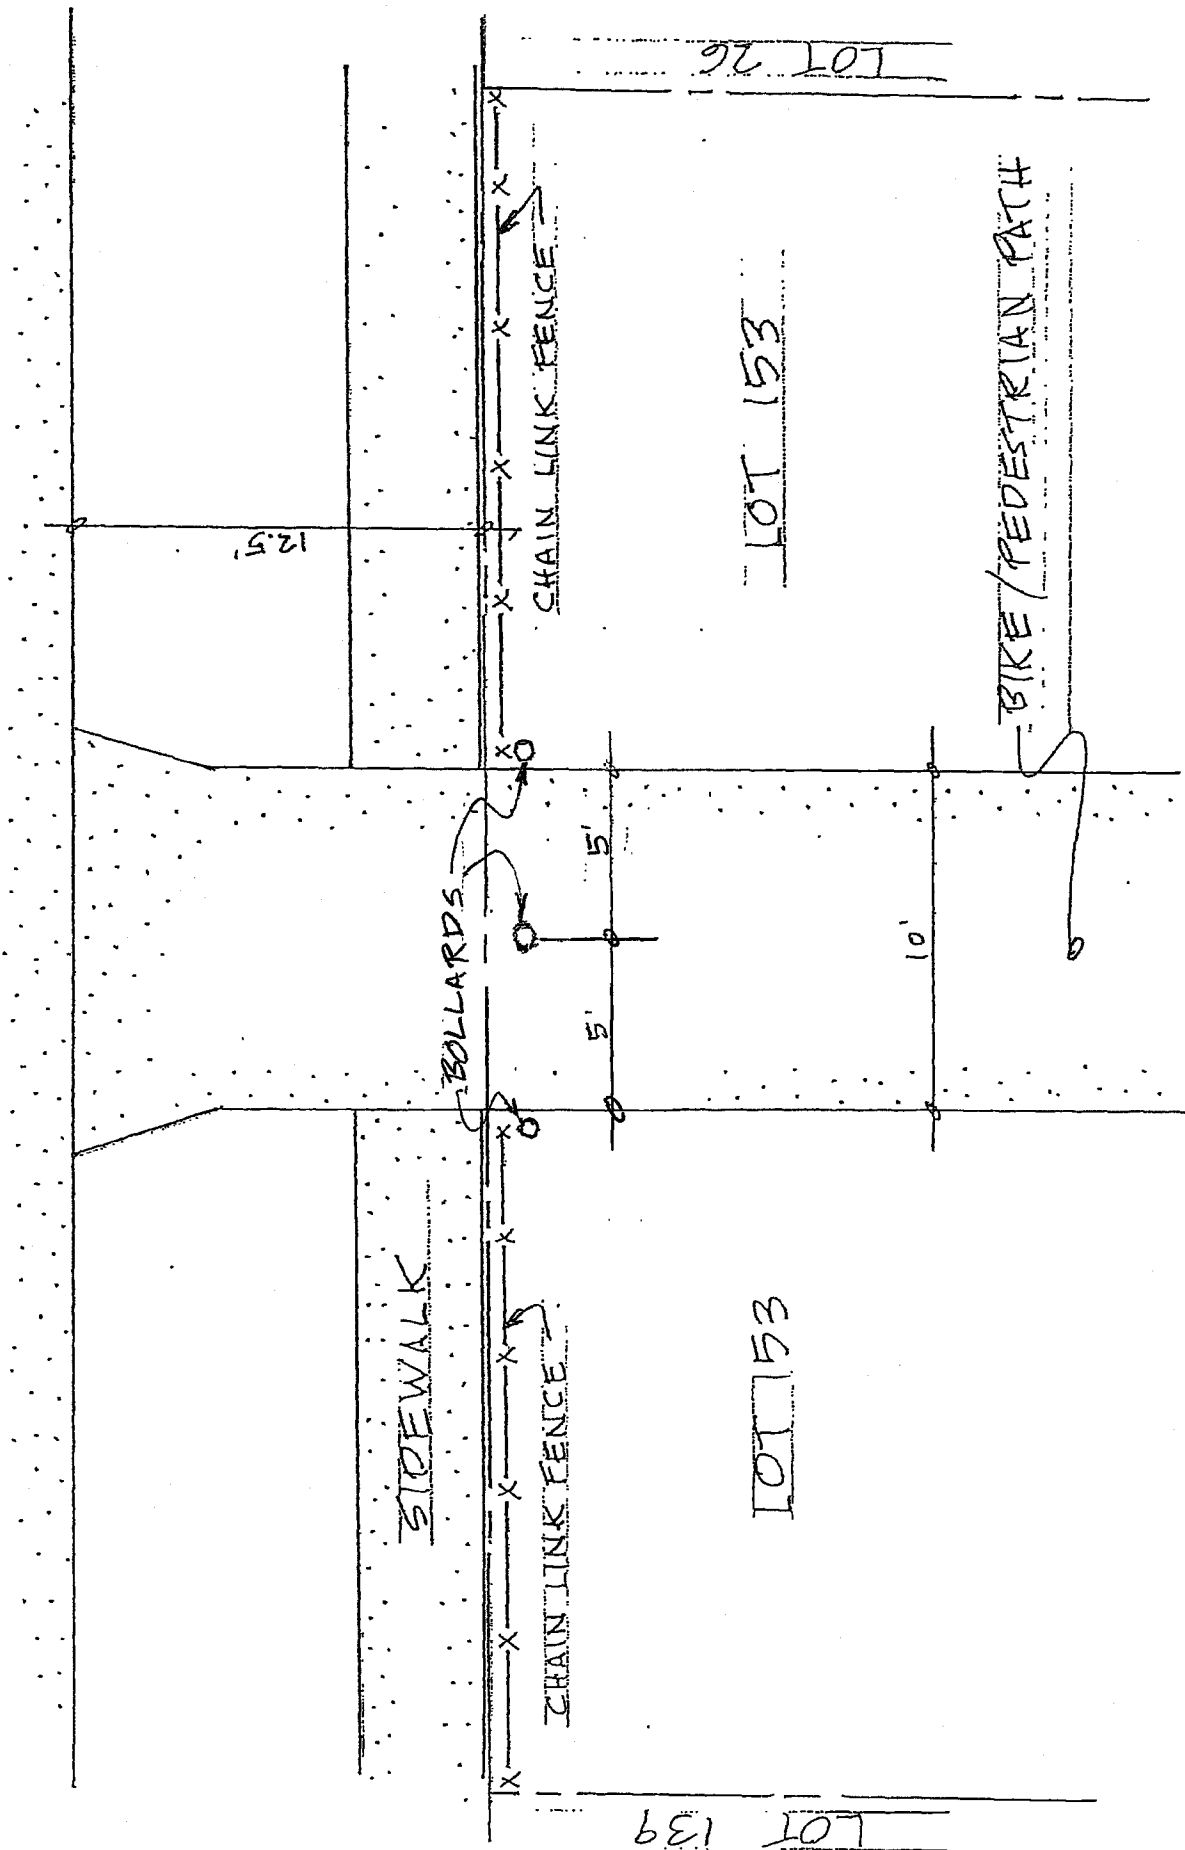 12.5'
SIDEWALK
BOLLARDS
CHAIN LINK FENCE
CHAIN LINK FENCE
5'
5'
LOT 139
LOT 153
LOT 153
LOT 26
10'
BIKE/PEDESTRIAN PATH